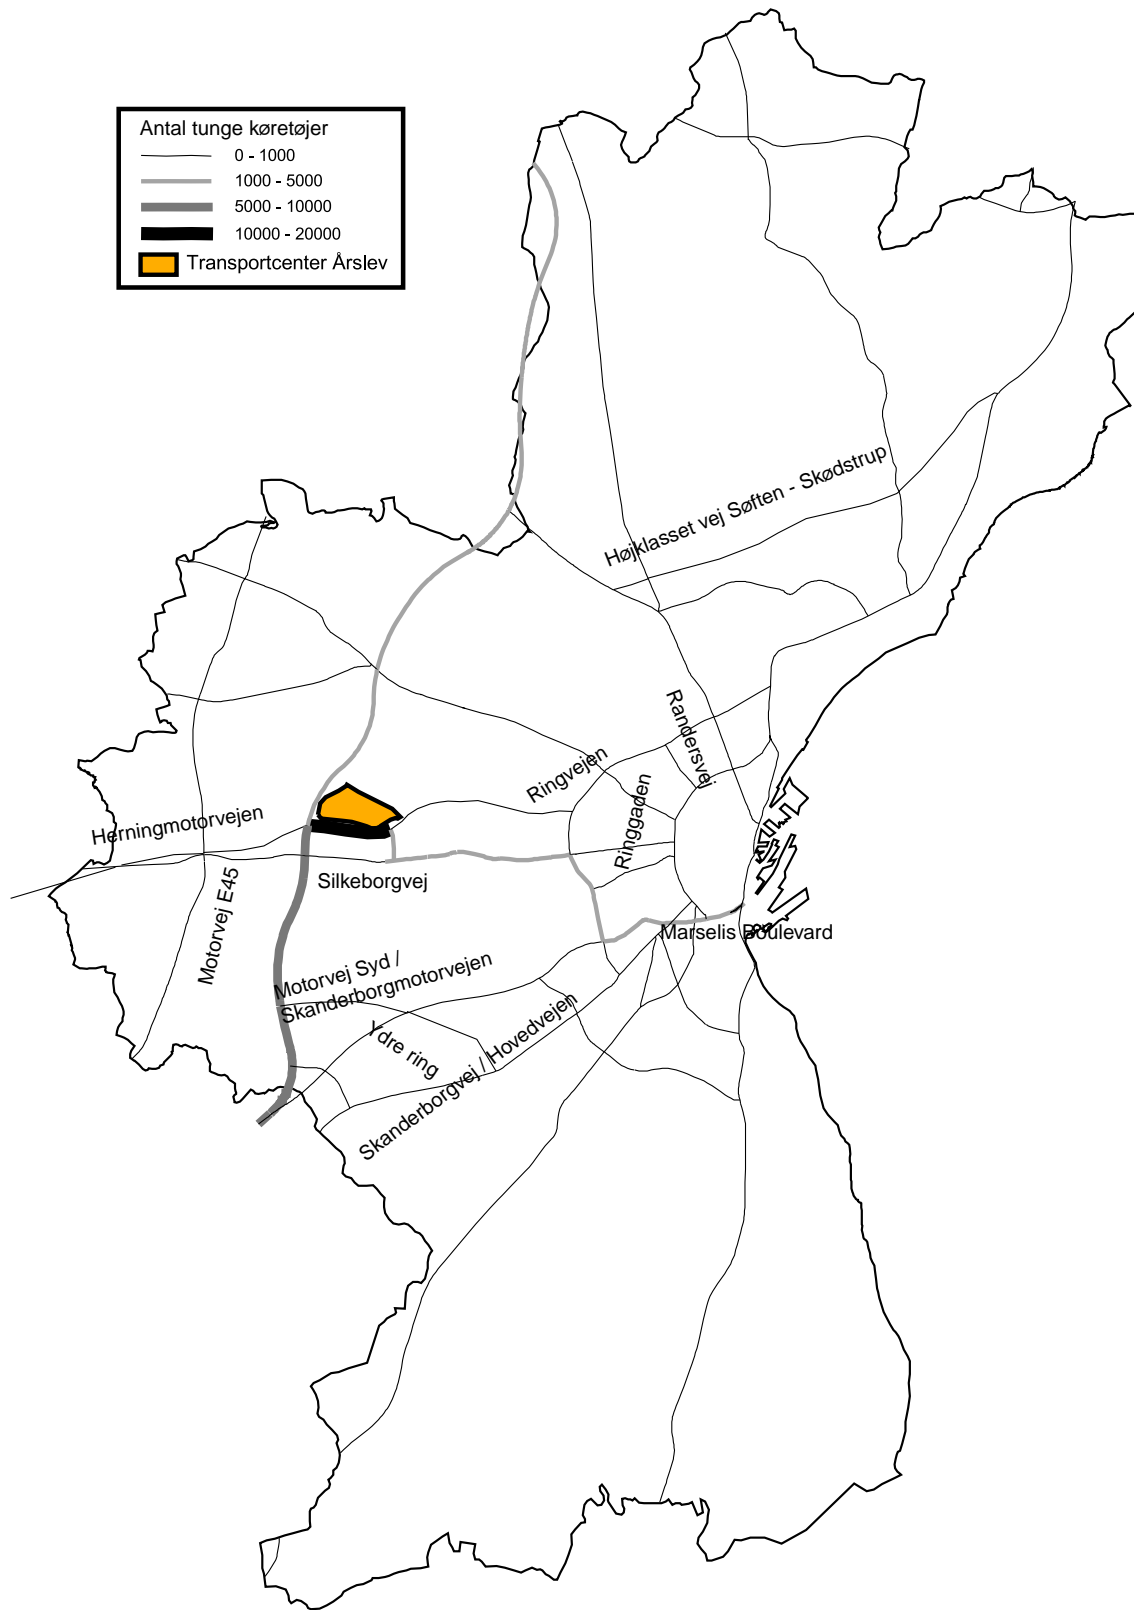 Antal tunge køretøjer
0 - 1000
1000 - 5000
5000 - 10000
10000 - 20000
Transportcenter Årslev
Højklasset vej Søften - Skødstrup
Randersvej
Ringvejen
Ringgaden
Herningmotorvejen
Silkeborgvej
Motorvej E45
Marselis Boulevard
Motorvej Syd /
Skanderborgmotorvejen
Ydre ring
Skanderborgvej / Hovedvejen